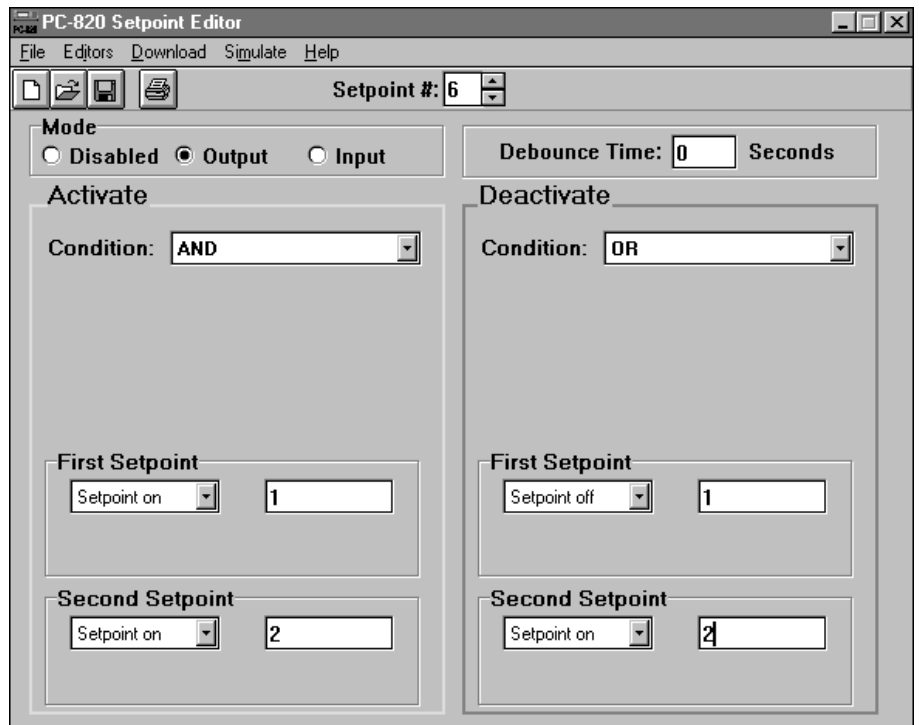 PC-820 Setpoint Editor
PC-820
File Editors Download Simulate Help
Setpoint #: 6
Mode
Disabled Output Input
Debounce Time: 0 Seconds
Activate
Condition: AND
First Setpoint
Setpoint on 1
Second Setpoint
Setpoint on 2
Deactivate
Condition: OR
First Setpoint
Setpoint off 1
Second Setpoint
Setpoint on 2